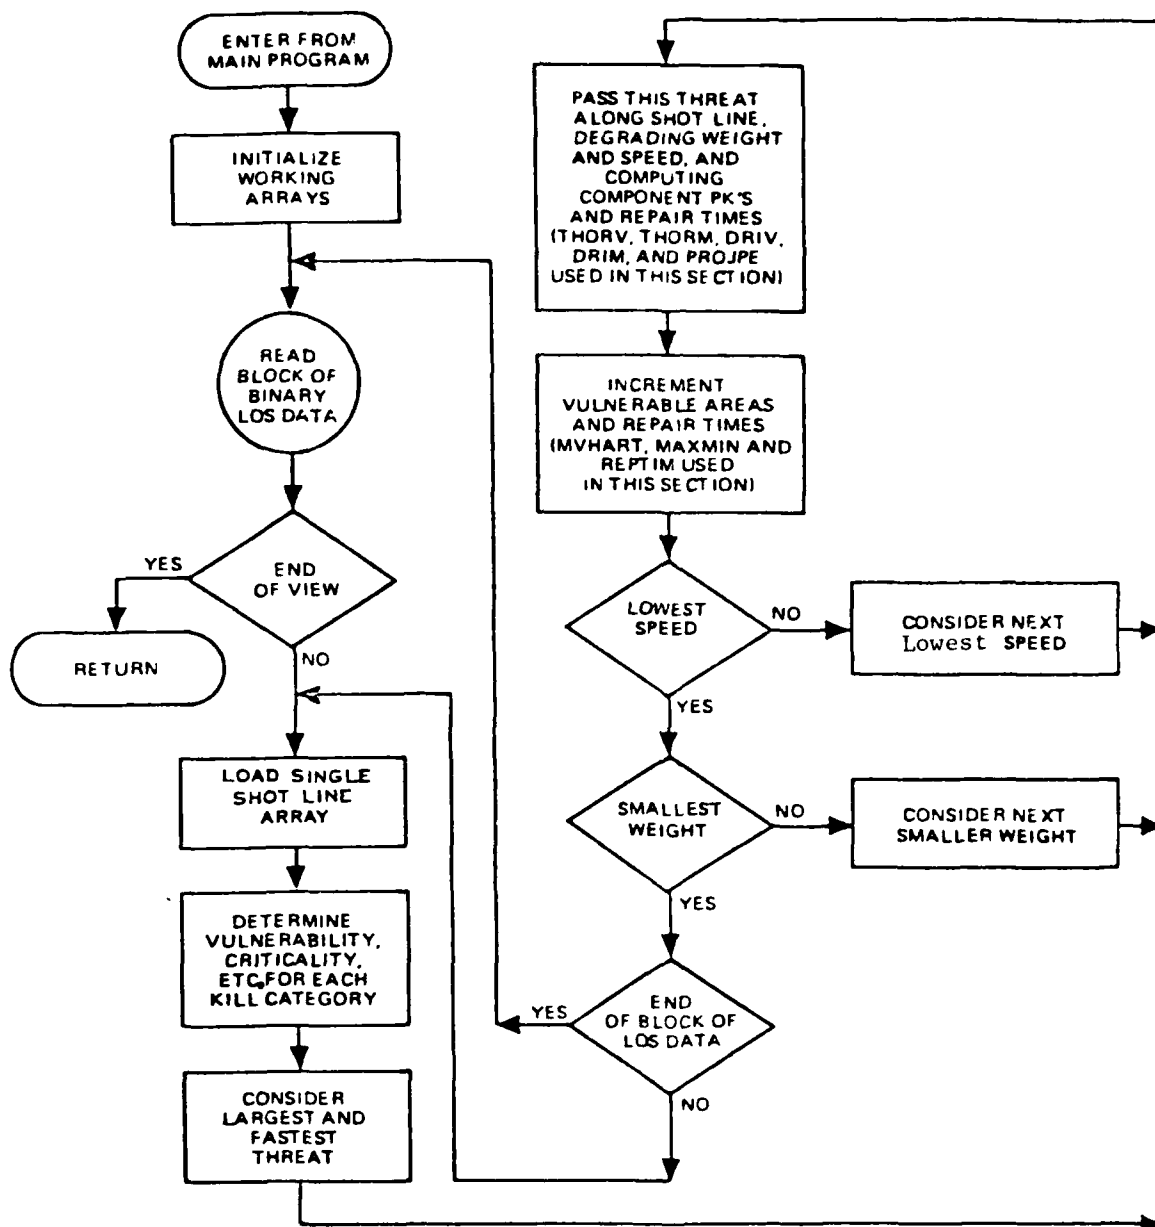 ENTER FROM
MAIN PROGRAM
INITIALIZE
WORKING
ARRAYS
READ
BLOCK OF
BINARY
LOS DATA
END
OF VIEW
YES
NO
RETURN
LOAD SINGLE
SHOT LINE
ARRAY
DETERMINE
VULNERABILITY,
CRITICALITY,
ETC. FOR EACH
KILL CATEGORY
CONSIDER
LARGEST AND
FASTEST
THREAT
PASS THIS THREAT
ALONG SHOT LINE,
DEGRADING WEIGHT
AND SPEED, AND
COMPUTING
COMPONENT PK'S
AND REPAIR TIMES
(THORV, THORM, DRIV,
DRIM, AND PROJPE
USED IN THIS SECTION)
INCREMENT
VULNERABLE AREAS
AND REPAIR TIMES
(MVHART, MAXMIN AND
REPTIM USED
IN THIS SECTION)
LOWEST
SPEED
NO
CONSIDER NEXT
Lowest SPEED
YES
SMALLEST
WEIGHT
NO
CONSIDER NEXT
SMALLER WEIGHT
YES
END
OF BLOCK OF
LOS DATA
YES
NO